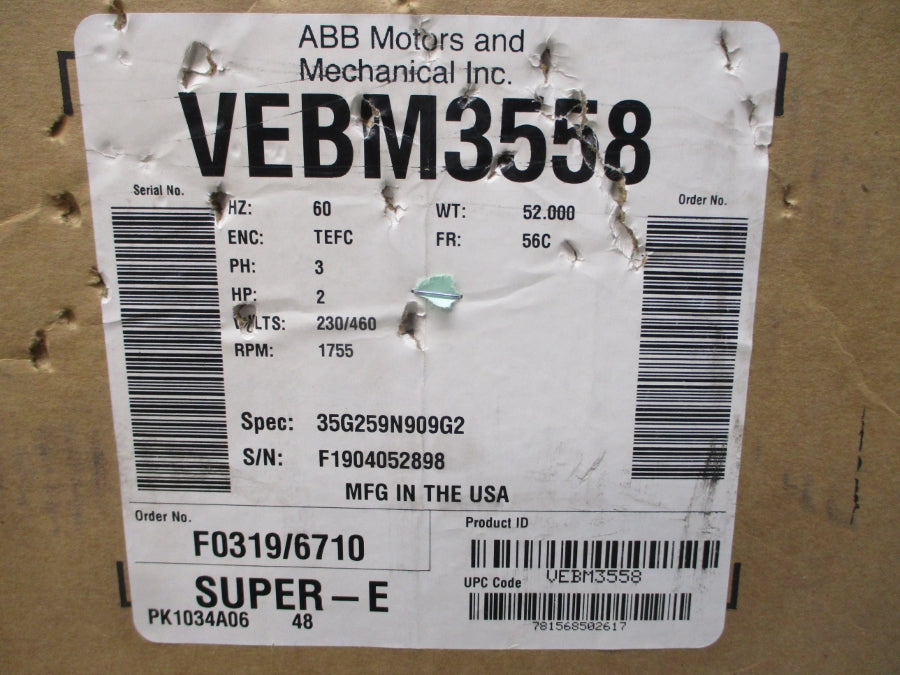 ABB Motors and
Mechanical Inc.
VEBM3558
Serial No.
Order No.
HZ: 60 WT: 52.000
ENC: TEFC FR: 56C
PH: 3
HP: 2
VOLTS: 230/460
RPM: 1755
Spec: 35G259N909G2
S/N: F1904052898
MFG IN THE USA
Order No.
F0319/6710
Product ID
VEBM3558
SUPER-E
UPC Code
PK1034A06 48
781568502617